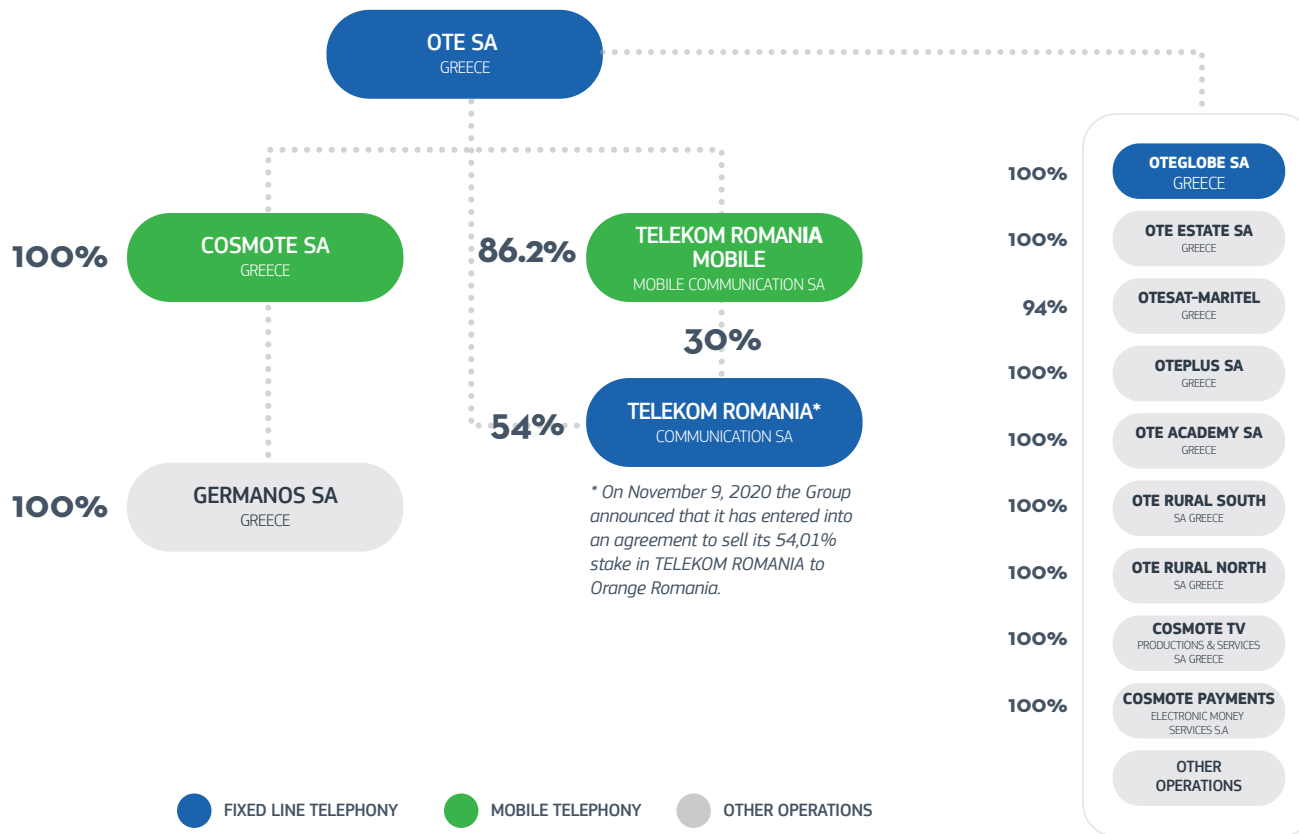 OTE SA
GREECE
100%
COSMOTE SA
GREECE
86.2%
TELEKOM ROMANIA
MOBILE
MOBILE COMMUNICATION SA
30%
54%
TELEKOM ROMANIA*
COMMUNICATION SA
100%
GERMANOS SA
GREECE
* On November 9, 2020 the Group
announced that it has entered into
an agreement to sell its 54,01%
stake in TELEKOM ROMANIA to
Orange Romania.
100%
OTEGLOBE SA
GREECE
100%
OTE ESTATE SA
GREECE
94%
OTESAT-MARITEL
GREECE
100%
OTEPLUS SA
GREECE
100%
OTE ACADEMY SA
GREECE
100%
OTE RURAL SOUTH
SA GREECE
100%
OTE RURAL NORTH
SA GREECE
100%
COSMOTE TV
PRODUCTIONS & SERVICES
SA GREECE
100%
COSMOTE PAYMENTS
ELECTRONIC MONEY
SERVICES S.A
OTHER
OPERATIONS
FIXED LINE TELEPHONY
MOBILE TELEPHONY
OTHER OPERATIONS